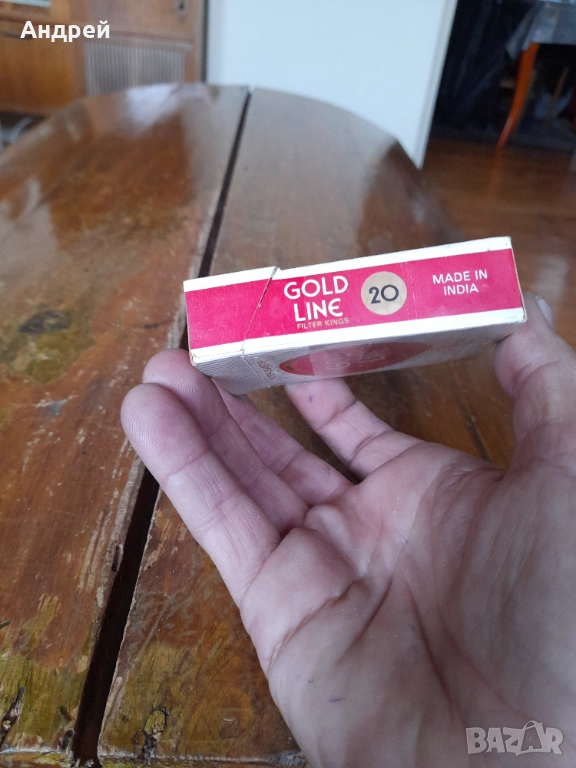 Андрей
GOLD
LINE
FILTER KINGS
20
MADE IN
INDIA
BAZAR